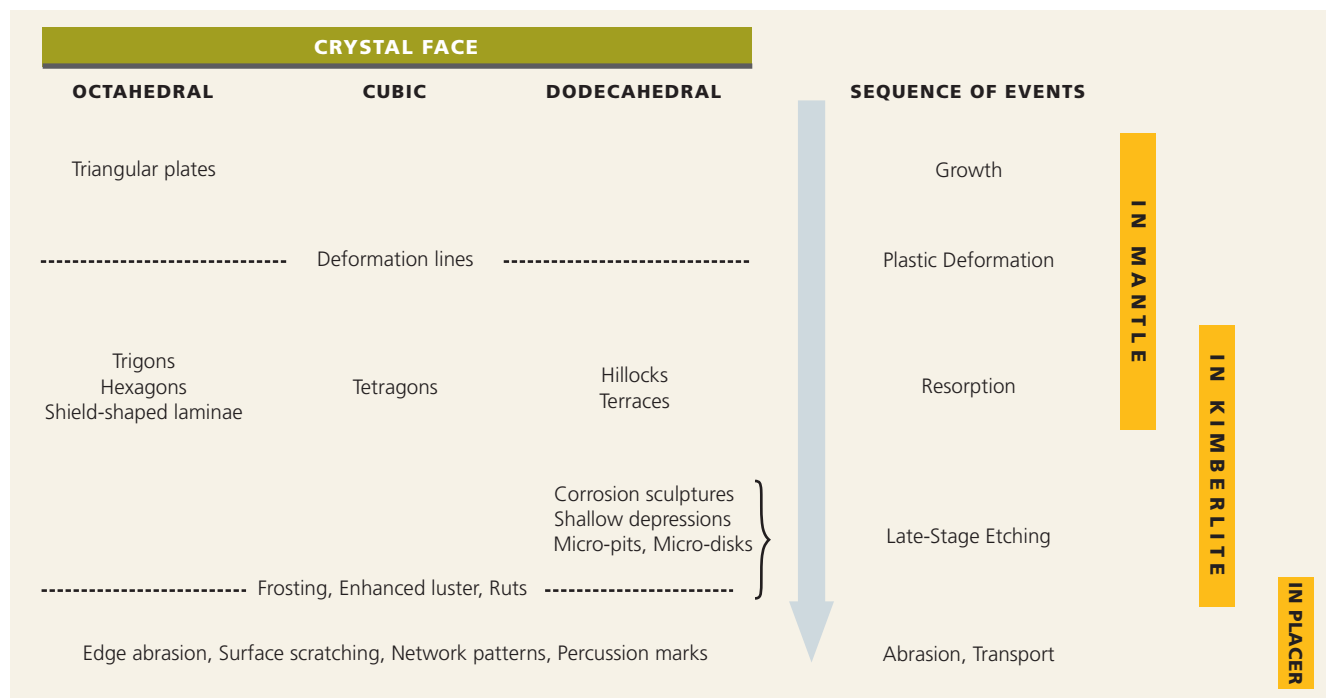 CRYSTAL FACE
OCTAHEDRAL CUBIC DODECAHEDRAL SEQUENCE OF EVENTS
Triangular plates Growth
Deformation lines Plastic Deformation
Trigons
Hexagons
Shield-shaped laminae
Tetragons
Hillocks
Terraces
Resorption
Corrosion sculptures
Shallow depressions
Micro-pits, Micro-disks
Late-Stage Etching
Frosting, Enhanced luster, Ruts
Edge abrasion, Surface scratching, Network patterns, Percussion marks Abrasion, Transport
IN MANTLE
IN KIMBERLITE
IN PLACER